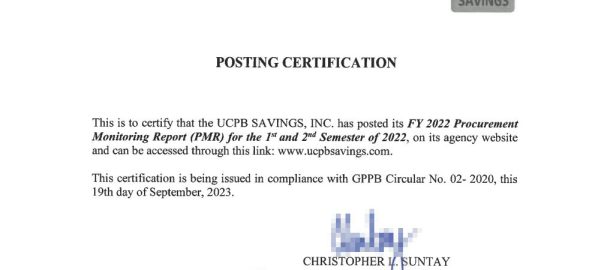 SAVINGS
POSTING CERTIFICATION
This is to certify that the UCPB SAVINGS, INC. has posted its FY 2022 Procurement
Monitoring Report (PMR) for the 1st and 2nd Semester of 2022, on its agency website
and can be accessed through this link: www.ucpbsavings.com.
This certification is being issued in compliance with GPPB Circular No. 02- 2020, this
19th day of September, 2023.
CHRISTOPHER L. SUNTAY